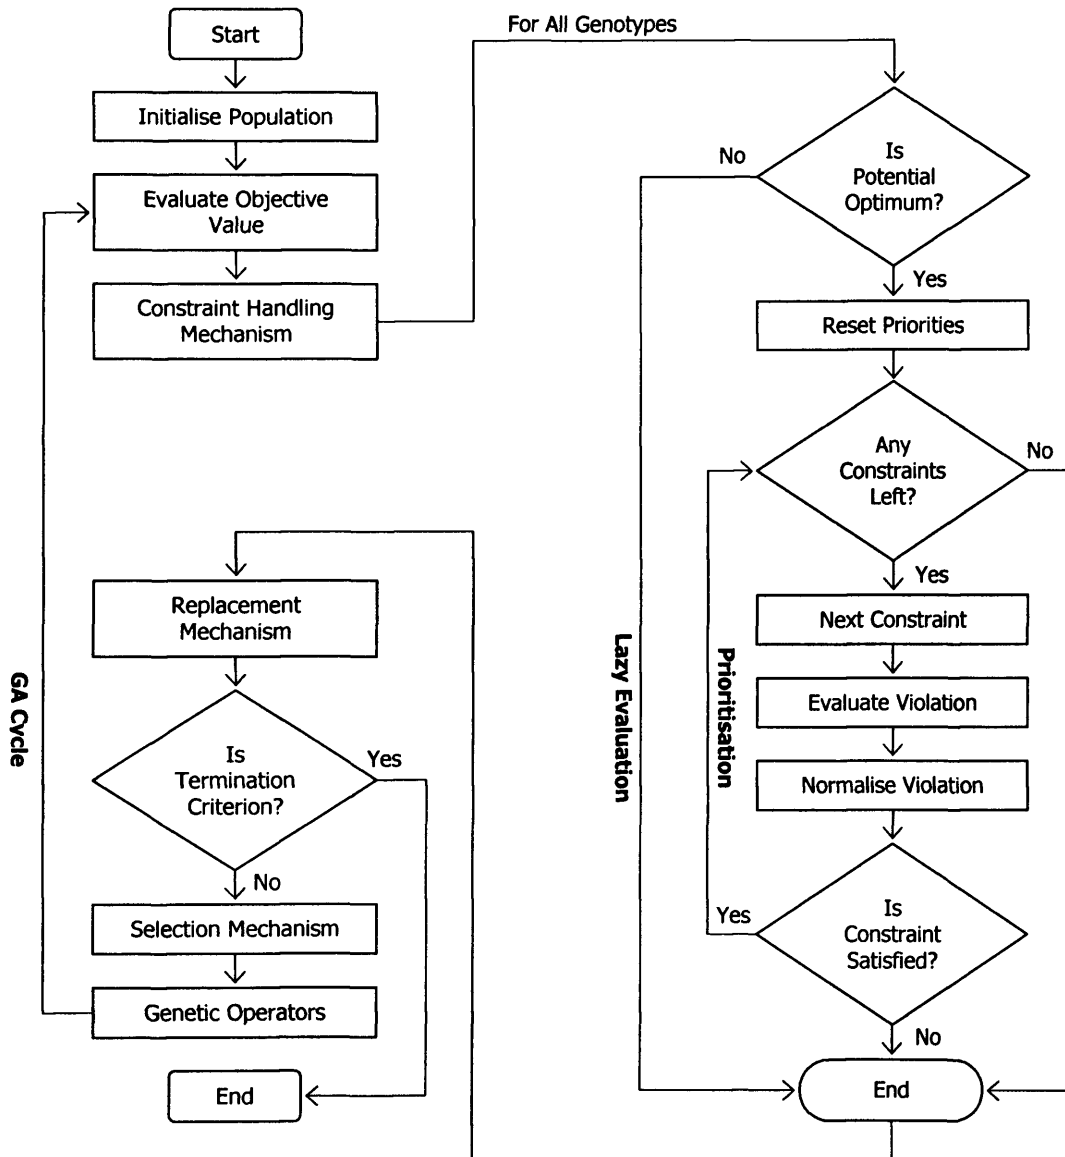 Start
Initialise Population
Evaluate Objective
Value
Constraint Handling
Mechanism
For All Genotypes
Is
Potential
Optimum?
No
Yes
Reset Priorities
Any
Constraints
Left?
No
Yes
Next Constraint
Evaluate Violation
Normalise Violation
Is
Constraint
Satisfied?
Yes
No
End
Lazy Evaluation
Prioritisation
Replacement
Mechanism
Is
Termination
Criterion?
Yes
No
Selection Mechanism
Genetic Operators
End
GA Cycle